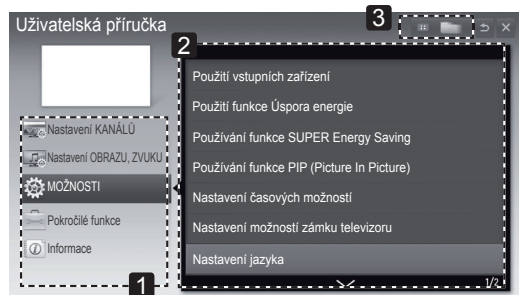 Uživatelská příručka
3
2
Nastavení KANÁLŮ
Nastavení OBRAZU, ZVUKU
MOŽNOSTI
Pokročilé funkce
Informace
1
Použití vstupních zařízení
Použití funkce Úspora energie
Používání funkce SUPER Energy Saving
Používání funkce PIP (Picture In Picture)
Nastavení časových možností
Nastavení možností zámku televizoru
Nastavení jazyka
1/2